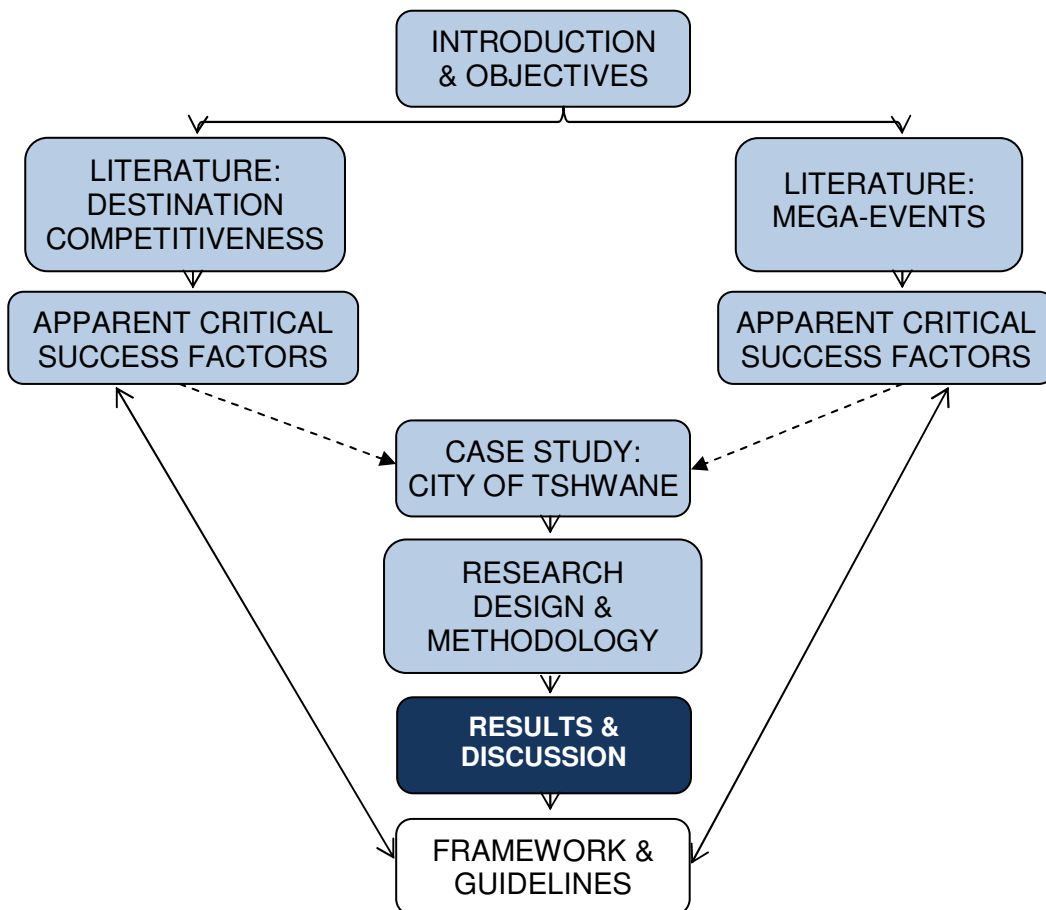 INTRODUCTION
& OBJECTIVES
LITERATURE:
DESTINATION
COMPETITIVENESS
LITERATURE:
MEGA-EVENTS
APPARENT CRITICAL
SUCCESS FACTORS
APPARENT CRITICAL
SUCCESS FACTORS
CASE STUDY:
CITY OF TSHWANE
RESEARCH
DESIGN &
METHODOLOGY
RESULTS &
DISCUSSION
FRAMEWORK &
GUIDELINES